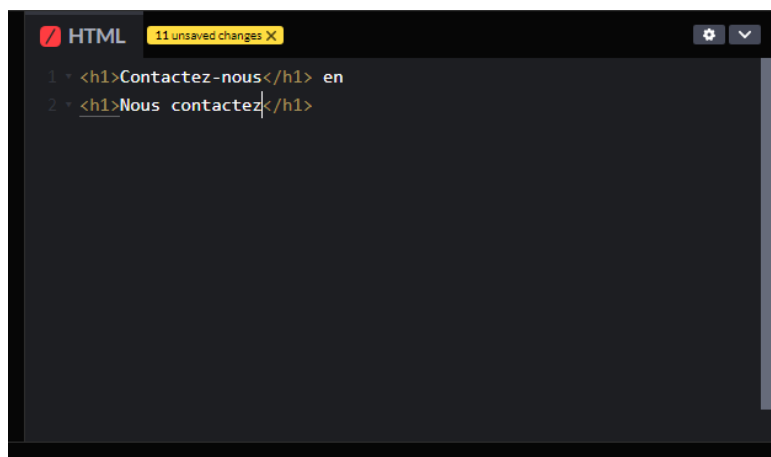 HTML 11 unsaved changes X
1 <h1>Contactez-nous</h1> en
2 <h1>Nous contactez</h1>